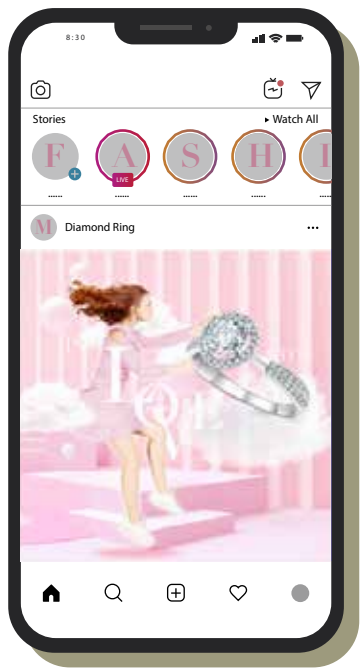 8:30
Stories
Watch All
F A S H I
LIVE
...... ...... ...... ...... ......
M Diamond Ring
...